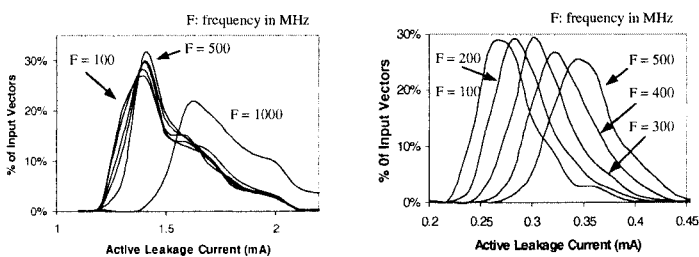 F: frequency in MHz
30%
20%
10%
0%
% of Input Vectors
F = 100
F = 500
F = 1000
1
1.5
2
Active Leakage Current (mA)
F: frequency in MHz
30%
20%
10%
0%
% Of Input Vectors
F = 200
F = 100
F = 500
F = 400
F = 300
0.2
0.25
0.3
0.35
0.4
0.45
Active Leakage Current (mA)